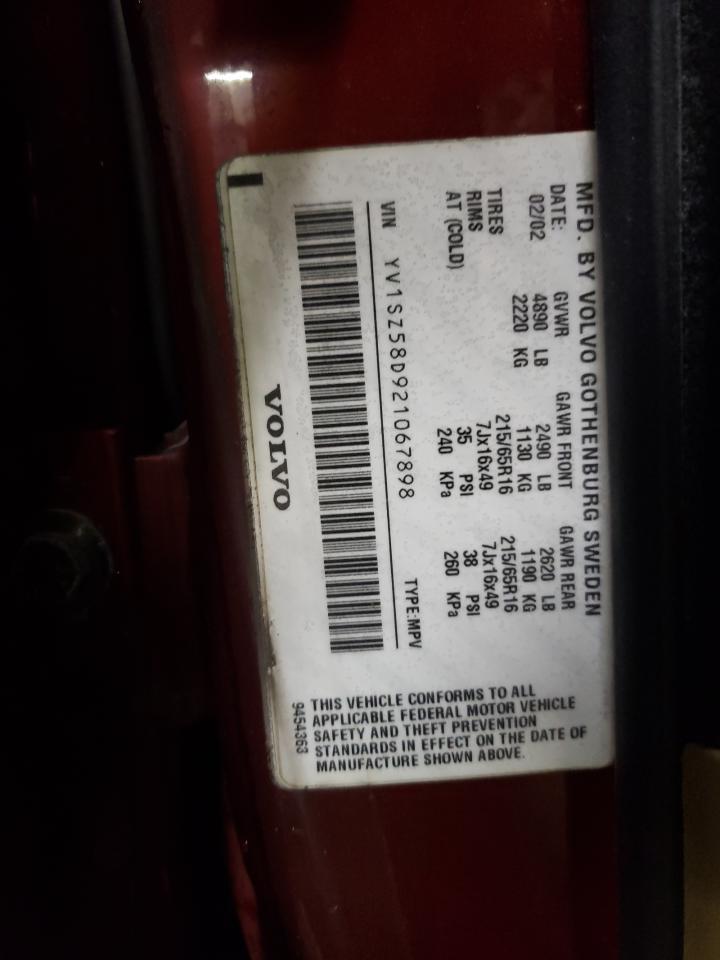 MFD. BY VOLVO GOTHENBURG SWEDEN
DATE: GVWR GAWR FRONT GAWR REAR
02/02 4890 LB 2490 LB 2620 LB
2220 KG 1130 KG 1190 KG
TIRES 215/65R16 215/65R16
RIMS 7Jx16x49 7Jx16x49
AT (COLD) 35 PSI 38 PSI
240 KPa 260 KPa
VIN YV1SZ58D921067898 TYPE:MPV
VOLVO
THIS VEHICLE CONFORMS TO ALL
APPLICABLE FEDERAL MOTOR VEHICLE
SAFETY AND THEFT PREVENTION
STANDARDS IN EFFECT ON THE DATE OF
MANUFACTURE SHOWN ABOVE.
9454363